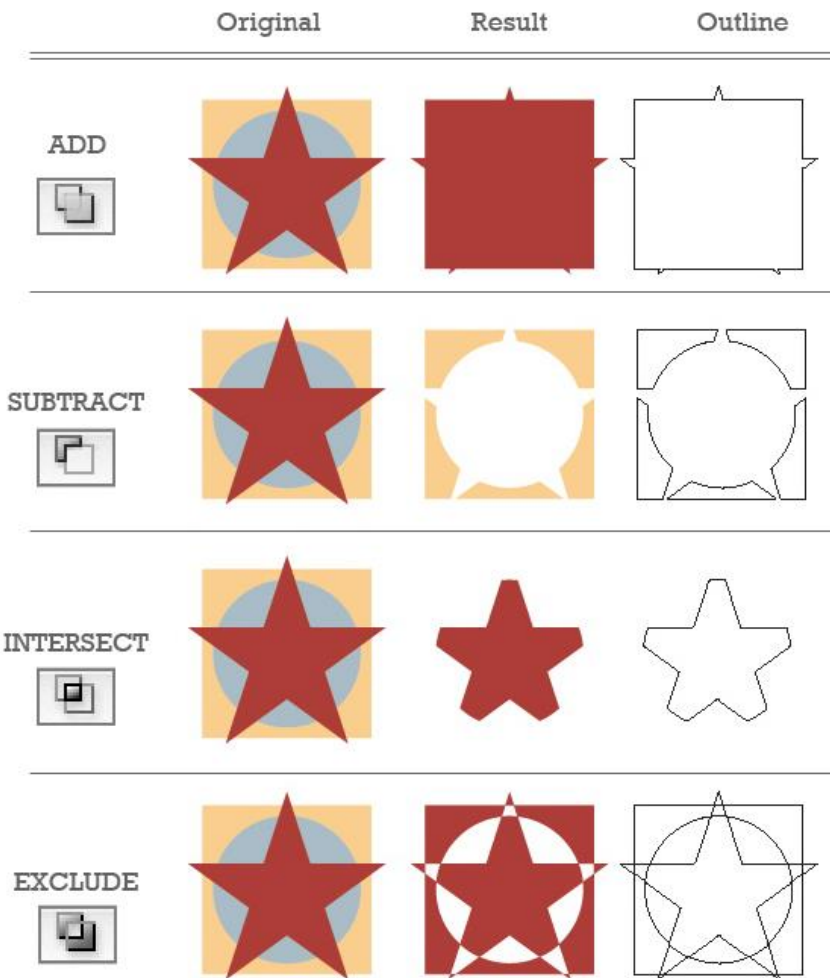 Original Result Outline
ADD
SUBTRACT
INTERSECT
EXCLUDE